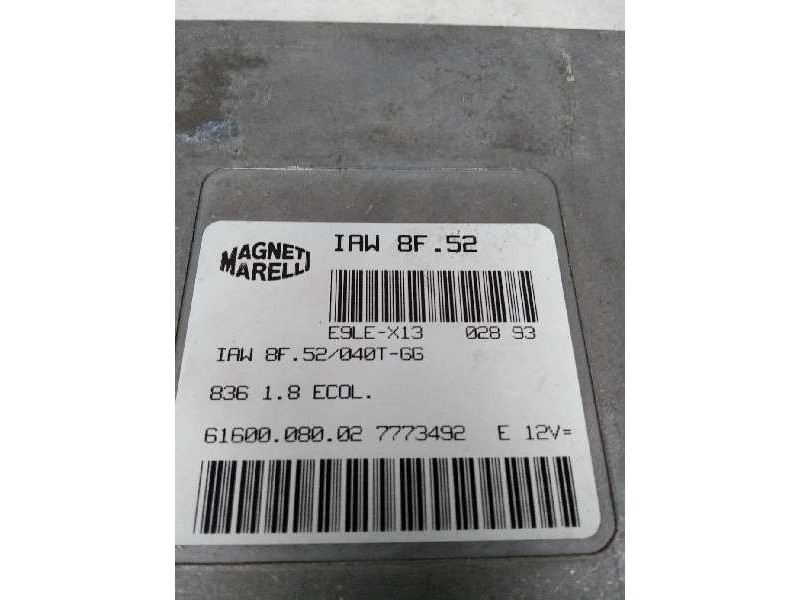 MAGNETI MARELLI
IAW 8F.52
E9LE-X13 028 93
IAW 8F.52/040T-GG
836 1.8 ECOL.
61600.080.02 7773492 E 12V=